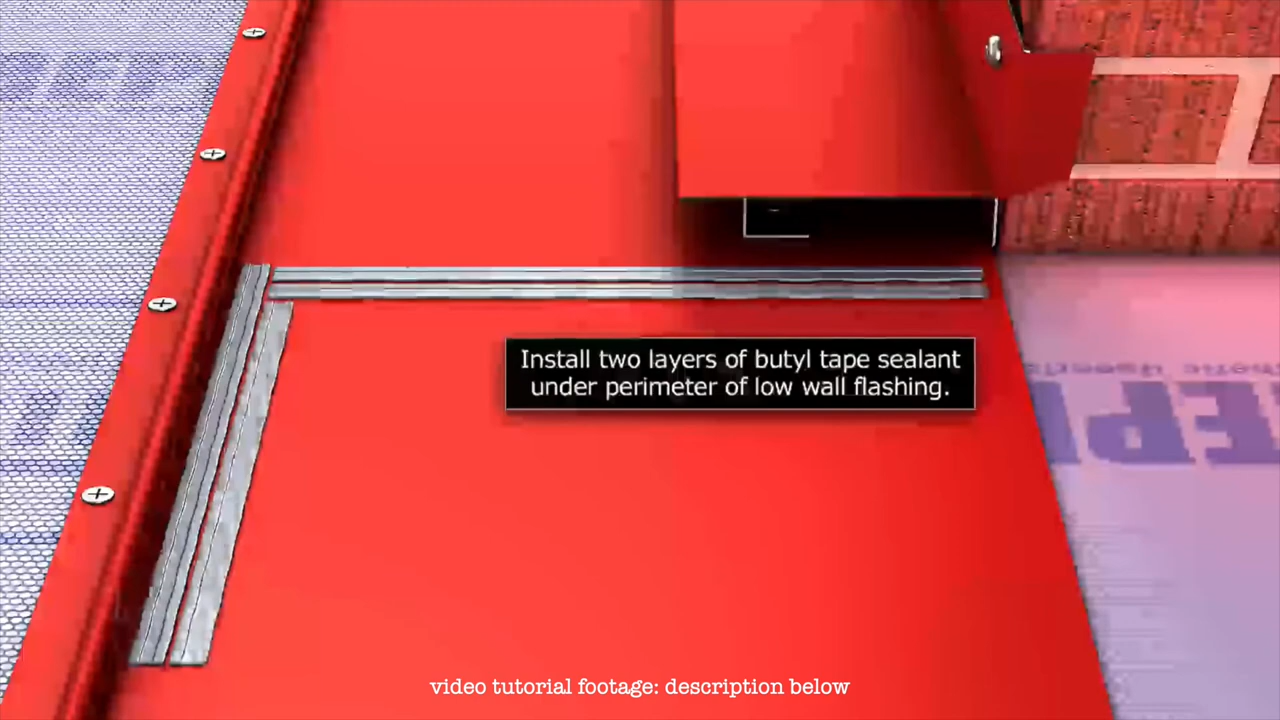 Install two layers of butyl tape sealant
under perimeter of low wall flashing.
video tutorial footage: description below